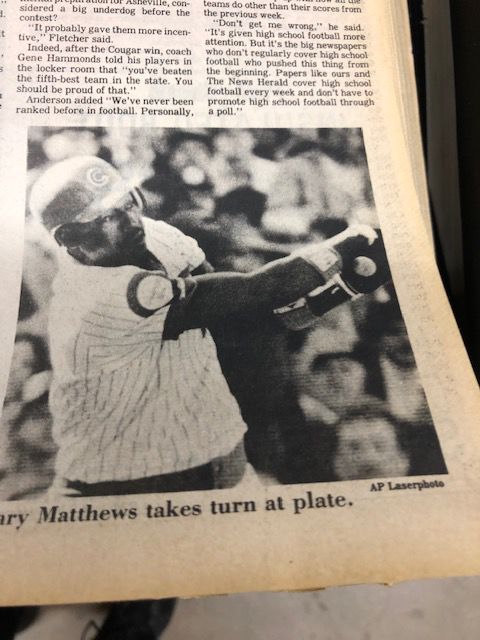 for Asheville, con-
sidered a big underdog before the
contest?
"It probably gave them more incen-
tive," Fletcher said.
Indeed, after the Cougar win, coach
Gene Hammonds told his players in
the locker room that "you've beaten
the fifth-best team in the state. You
should be proud of that."
Anderson added "We've never been
ranked before in football. Personally,
teams do other than their scores from
the previous week.
"Don't get me wrong," he said.
"It's given high school football more
attention. But it's the big newspapers
who don't regularly cover high school
football who pushed this thing from
the beginning. Papers like ours and
The News Herald cover high school
football every week and don't have to
promote high school football through
a poll."
C
AP Laserphoto
ary Matthews takes turn at plate.